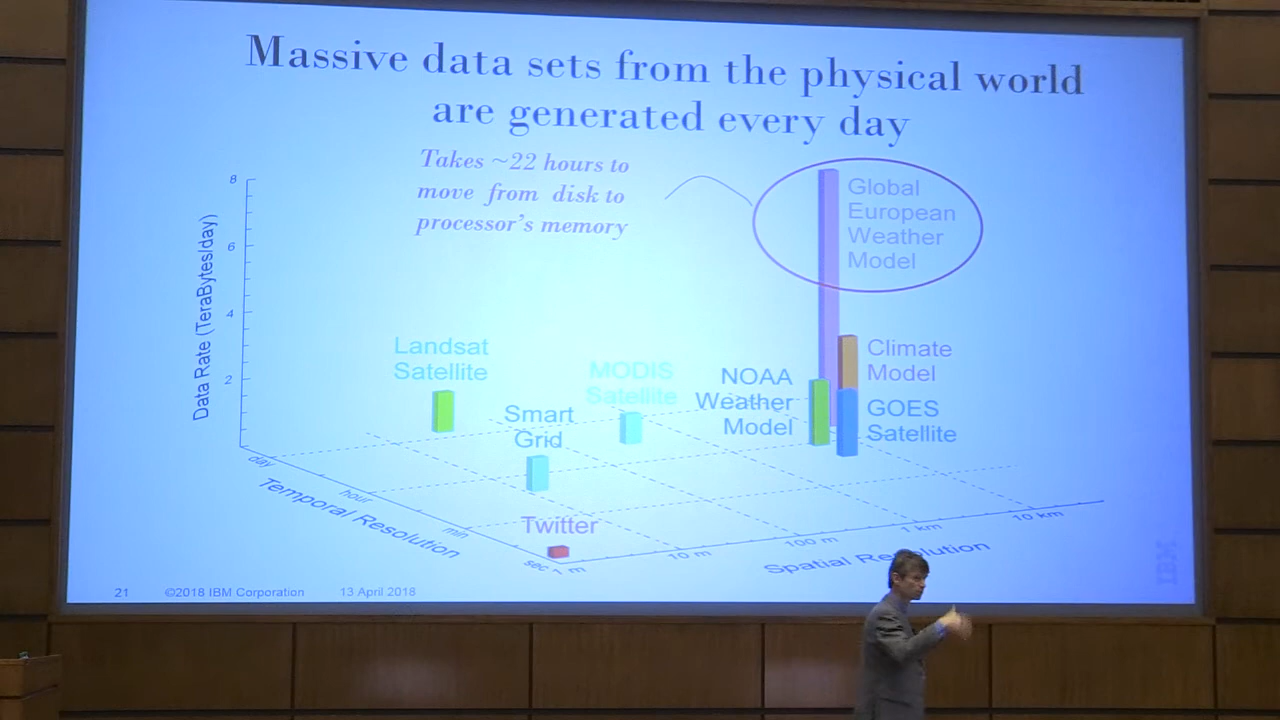 Massive data sets from the physical world
are generated every day
Takes ~22 hours to
move from disk to
processor's memory
Global
European
Weather
Model
8
6
4
2
Data Rate (TeraBytes/day)
Landsat
Satellite
MODIS
Satellite
Smart
Grid
NOAA
Weather
Model
Climate
Model
GOES
Satellite
Twitter
day
hour
min
sec
Temporal Resolution
1 m
10 m
100 m
1 km
10 km
Spatial Resolution
IBM
21 ©2018 IBM Corporation 13 April 2018